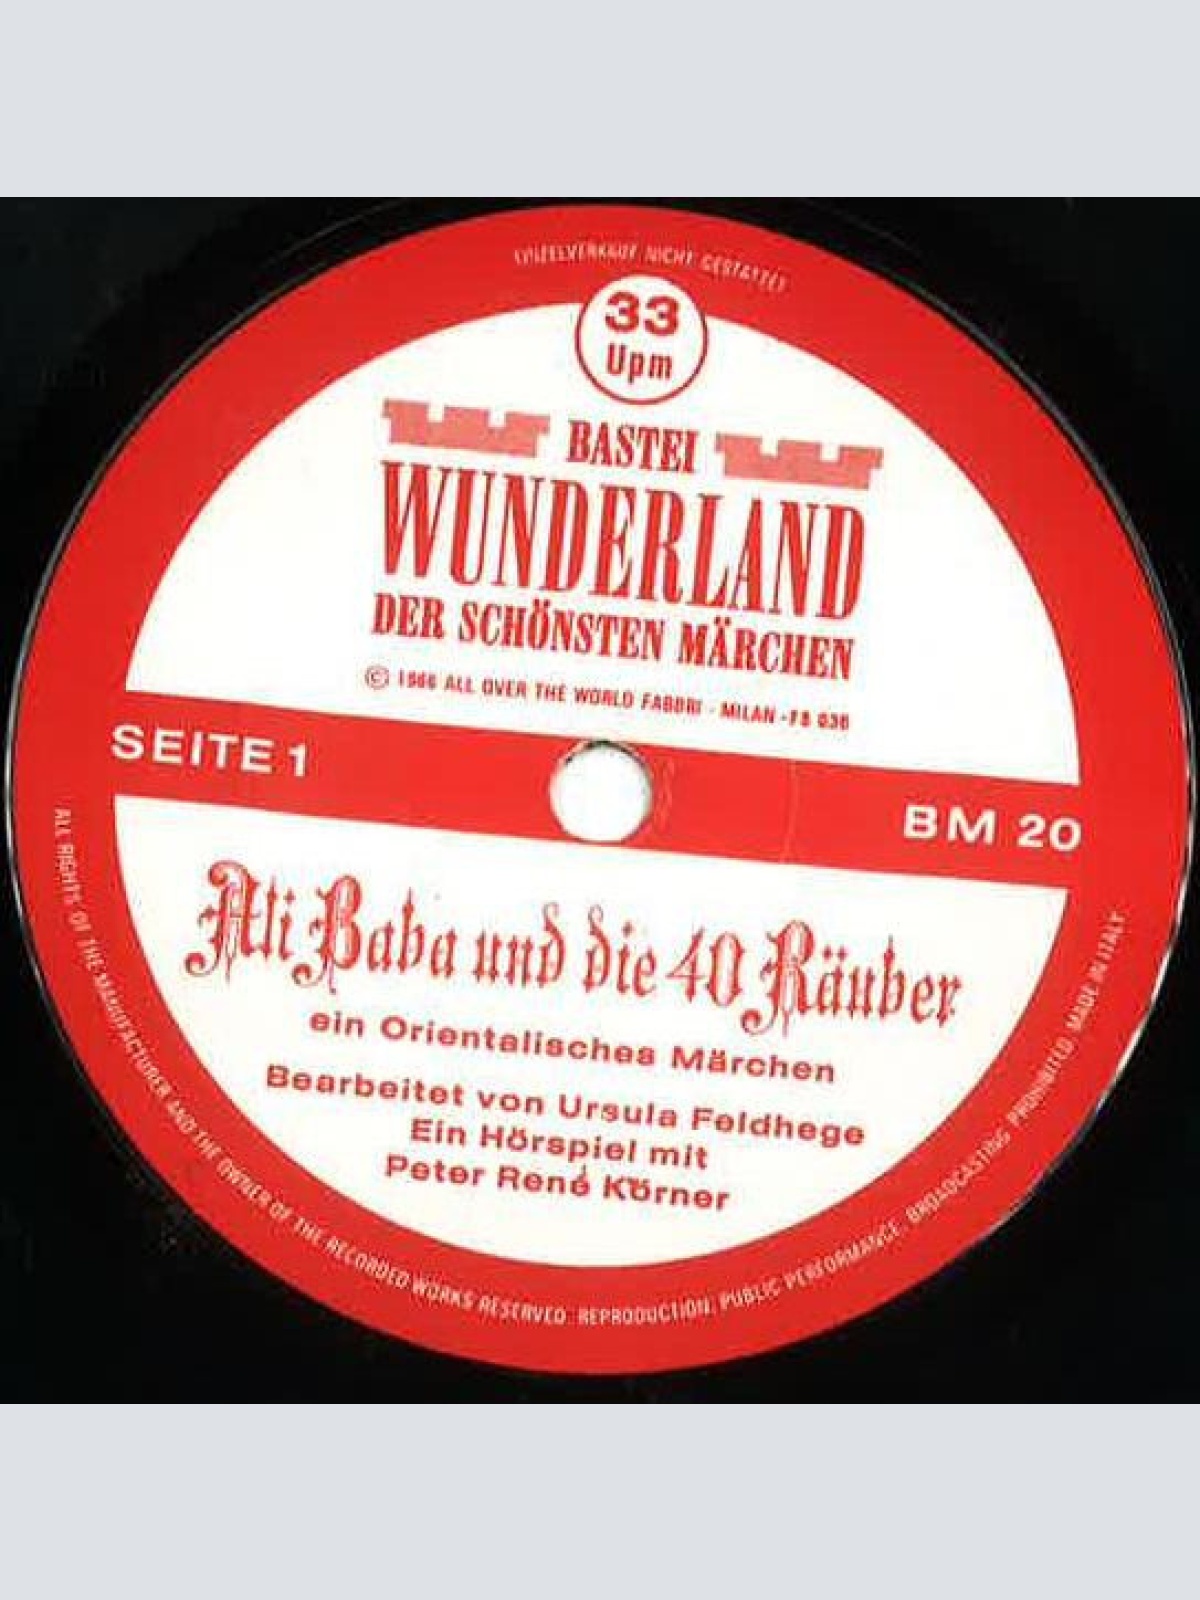 EINZELVERKAUF NICHT GESTATTET
33
Upm
BASTEI
WUNDERLAND
DER SCHÖNSTEN MÄRCHEN
© 1966 ALL OVER THE WORLD FABBRI - MILAN - FS 036
SEITE 1
BM 20
Ali Baba und die 40 Räuber
ein Orientalisches Märchen
Bearbeitet von Ursula Feldhege
Ein Hörspiel mit
Peter René Körner
ALL RIGHTS OF THE MANUFACTURER AND THE OWNER OF THE RECORDED WORKS RESERVED. REPRODUCTION, PUBLIC PERFORMANCE, BROADCASTING PROHIBITED. MADE IN ITALY